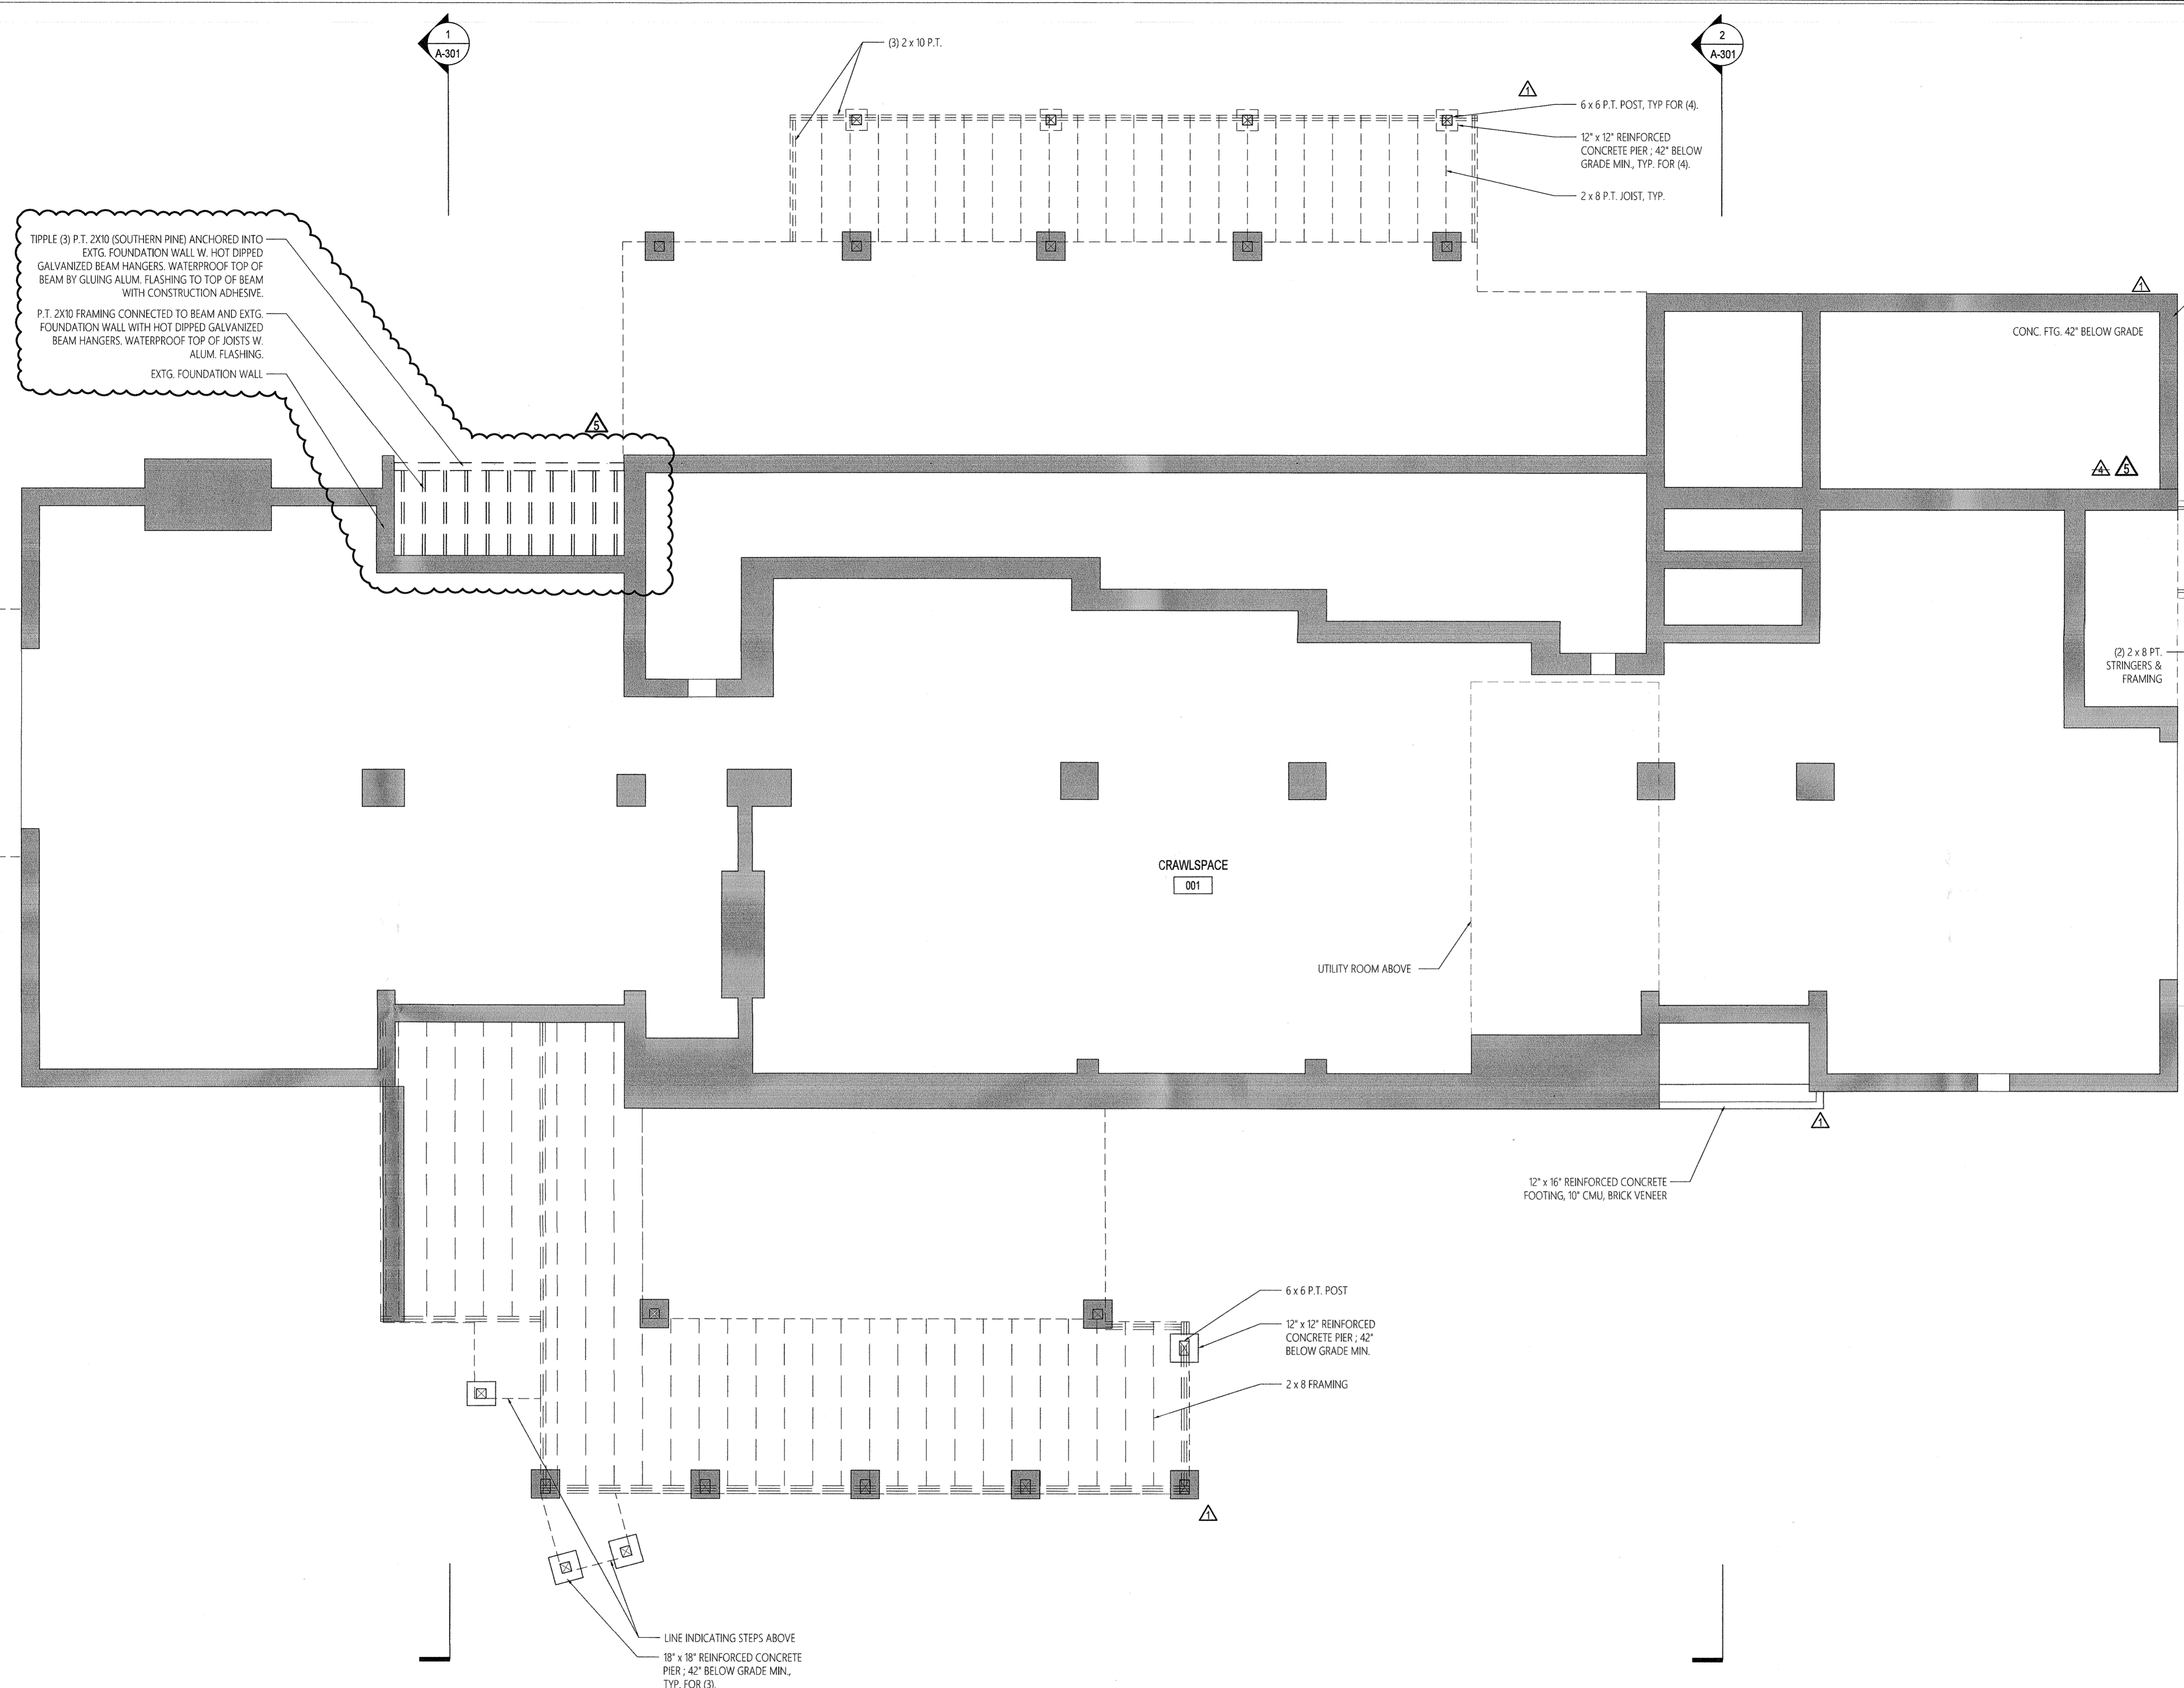 1
A-301
2
A-301
(3) 2 x 10 P.T.
1
6 x 6 P.T. POST, TYP FOR (4).
12" x 12" REINFORCED
CONCRETE PIER ; 42" BELOW
GRADE MIN., TYP. FOR (4).
2 x 8 P.T. JOIST, TYP.
TIPPLE (3) P.T. 2X10 (SOUTHERN PINE) ANCHORED INTO
EXTG. FOUNDATION WALL W. HOT DIPPED
GALVANIZED BEAM HANGERS. WATERPROOF TOP OF
BEAM BY GLUING ALUM. FLASHING TO TOP OF BEAM
WITH CONSTRUCTION ADHESIVE.
P.T. 2X10 FRAMING CONNECTED TO BEAM AND EXTG.
FOUNDATION WALL WITH HOT DIPPED GALVANIZED
BEAM HANGERS. WATERPROOF TOP OF JOISTS W.
ALUM. FLASHING.
EXTG. FOUNDATION WALL
5
1
CONC. FTG. 42" BELOW GRADE
4 5
(2) 2 x 8 PT.
STRINGERS &
FRAMING
CRAWLSPACE
001
UTILITY ROOM ABOVE
1
12" x 16" REINFORCED CONCRETE
FOOTING, 10" CMU, BRICK VENEER
6 x 6 P.T. POST
12" x 12" REINFORCED
CONCRETE PIER ; 42"
BELOW GRADE MIN.
2 x 8 FRAMING
1
LINE INDICATING STEPS ABOVE
18" x 18" REINFORCED CONCRETE
PIER ; 42" BELOW GRADE MIN.,
TYP. FOR (3).